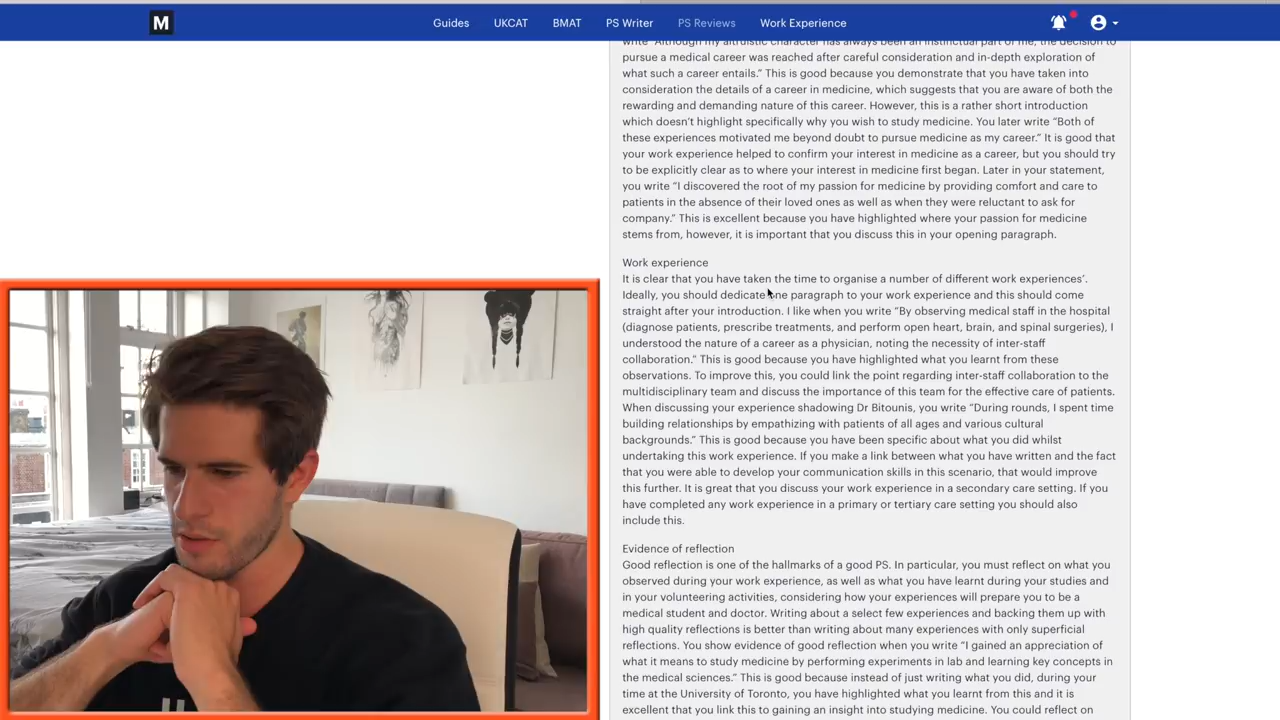 M
Guides UKCAT BMAT PS Writer PS Reviews Work Experience
write "Although my altruistic character has always been an instinctual part of me, the decision to
pursue a medical career was reached after careful consideration and in-depth exploration of
what such a career entails." This is good because you demonstrate that you have taken into
consideration the details of a career in medicine, which suggests that you are aware of both the
rewarding and demanding nature of this career. However, this is a rather short introduction
which doesn't highlight specifically why you wish to study medicine. You later write "Both of
these experiences motivated me beyond doubt to pursue medicine as my career." It is good that
your work experience helped to confirm your interest in medicine as a career, but you should try
to be explicitly clear as to where your interest in medicine first began. Later in your statement,
you write "I discovered the root of my passion for medicine by providing comfort and care to
patients in the absence of their loved ones as well as when they were reluctant to ask for
company." This is excellent because you have highlighted where your passion for medicine
stems from, however, it is important that you discuss this in your opening paragraph.
Work experience
It is clear that you have taken the time to organise a number of different work experiences'.
Ideally, you should dedicate one paragraph to your work experience and this should come
straight after your introduction. I like when you write "By observing medical staff in the hospital
(diagnose patients, prescribe treatments, and perform open heart, brain, and spinal surgeries), I
understood the nature of a career as a physician, noting the necessity of inter-staff
collaboration." This is good because you have highlighted what you learnt from these
observations. To improve this, you could link the point regarding inter-staff collaboration to the
multidisciplinary team and discuss the importance of this team for the effective care of patients.
When discussing your experience shadowing Dr Bitounis, you write "During rounds, I spent time
building relationships by empathizing with patients of all ages and various cultural
backgrounds." This is good because you have been specific about what you did whilst
undertaking this work experience. If you make a link between what you have written and the fact
that you were able to develop your communication skills in this scenario, that would improve
this further. It is great that you discuss your work experience in a secondary care setting. If you
have completed any work experience in a primary or tertiary care setting you should also
include this.
Evidence of reflection
Good reflection is one of the hallmarks of a good PS. In particular, you must reflect on what you
observed during your work experience, as well as what you have learnt during your studies and
in your volunteering activities, considering how your experiences will prepare you to be a
medical student and doctor. Writing about a select few experiences and backing them up with
high quality reflections is better than writing about many experiences with only superficial
reflections. You show evidence of good reflection when you write "I gained an appreciation of
what it means to study medicine by performing experiments in lab and learning key concepts in
the medical sciences." This is good because instead of just writing what you did, during your
time at the University of Toronto, you have highlighted what you learnt from this and it is
excellent that you link this to gaining an insight into studying medicine. You could reflect on